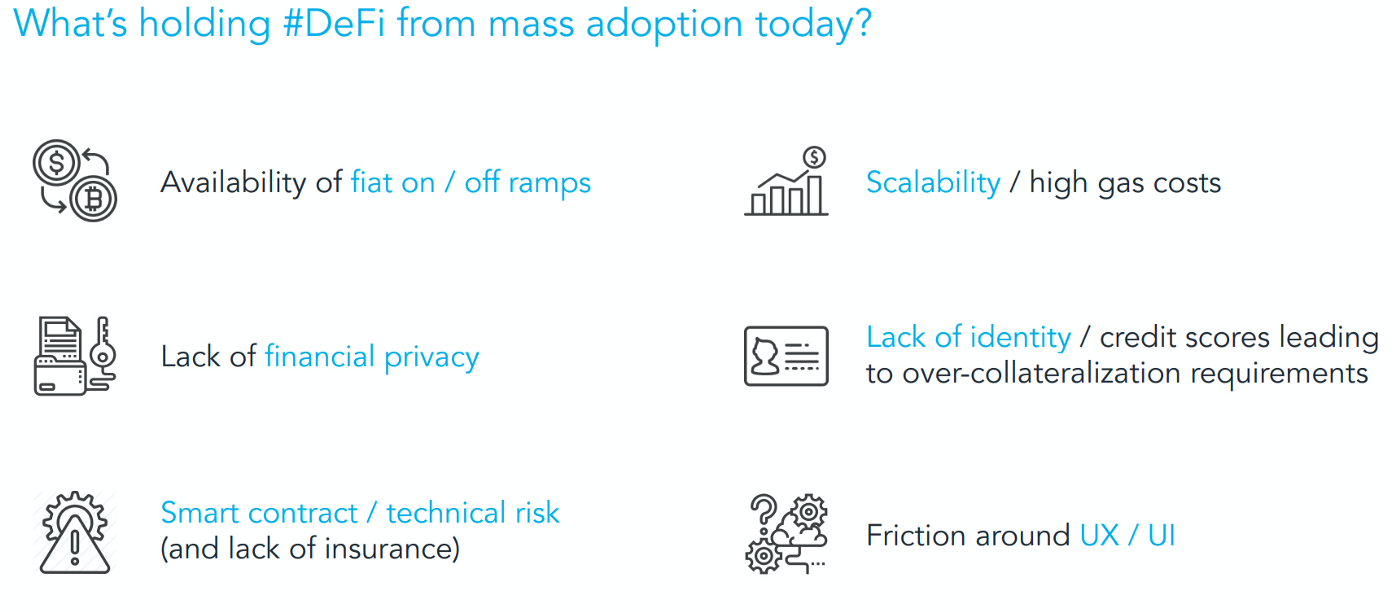 What's holding #DeFi from mass adoption today?
Availability of fiat on / off ramps
Scalability / high gas costs
Lack of financial privacy
Lack of identity / credit scores leading
to over-collateralization requirements
Smart contract / technical risk
(and lack of insurance)
Friction around UX / UI